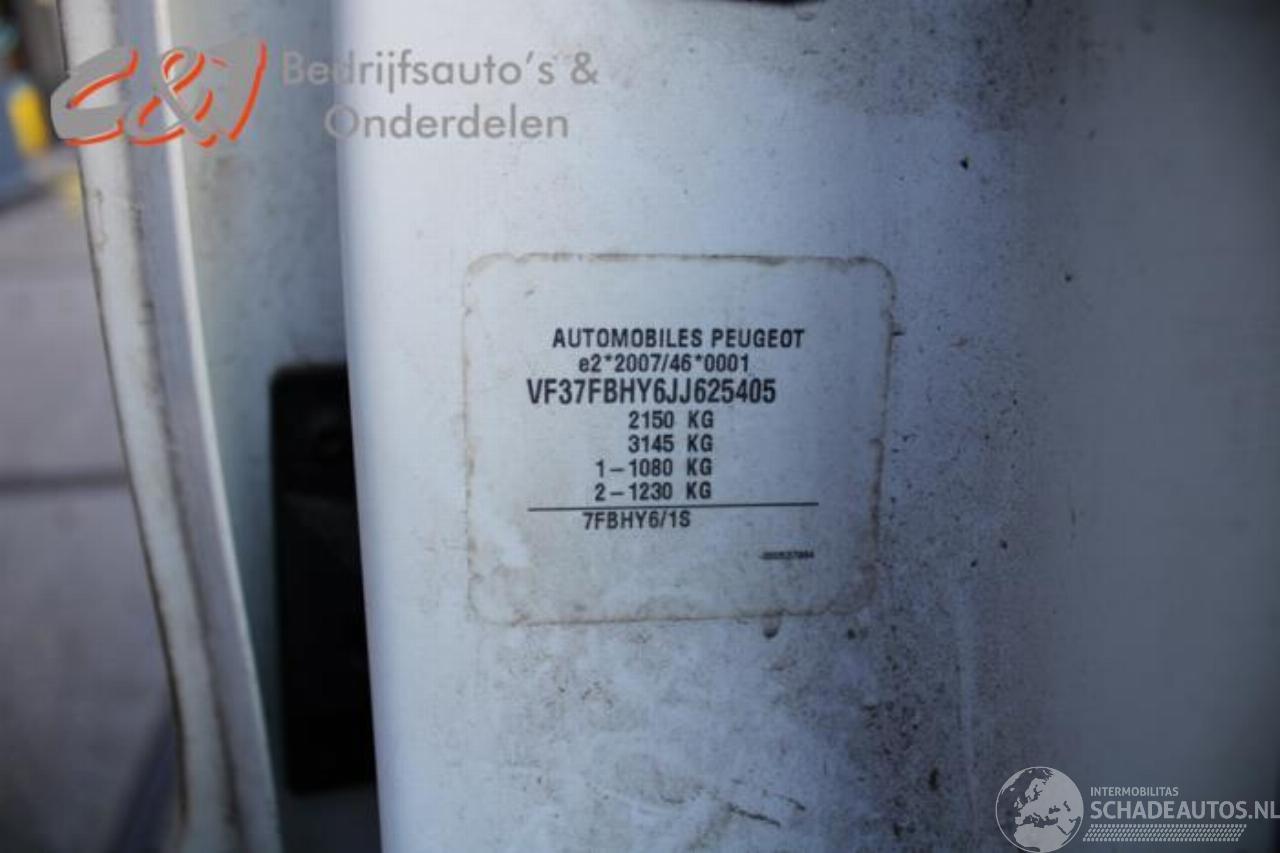 C&J Bedrijfsauto's &
Onderdelen
AUTOMOBILES PEUGEOT
e2*2007/46*0001
VF37FBHY6JJ625405
2150 KG
3145 KG
1-1080 KG
2-1230 KG
7FBHY6/1S
INTERMOBILITAS
SCHADEAUTOS.NL